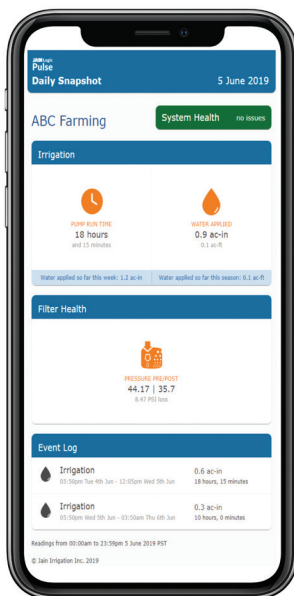 JAIN Logic
Pulse
Daily Snapshot 5 June 2019
ABC Farming
System Health no issues
Irrigation
PUMP RUN TIME
18 hours
and 15 minutes
WATER APPLIED
0.9 ac-in
0.1 ac-ft
Water applied so far this week: 1.2 ac-in
Water applied so far this season: 0.1 ac-ft
Filter Health
PRESSURE PRE/POST
44.17 | 35.7
8.47 PSI loss
Event Log
Irrigation 0.6 ac-in
05:50pm Tue 4th Jun - 12:05pm Wed 5th Jun 18 hours, 15 minutes
Irrigation 0.3 ac-in
05:50pm Wed 5th Jun - 03:50am Thu 6th Jun 10 hours, 0 minutes
Readings from 00:00am to 23:59pm 5 June 2019 PST
© Jain Irrigation Inc. 2019